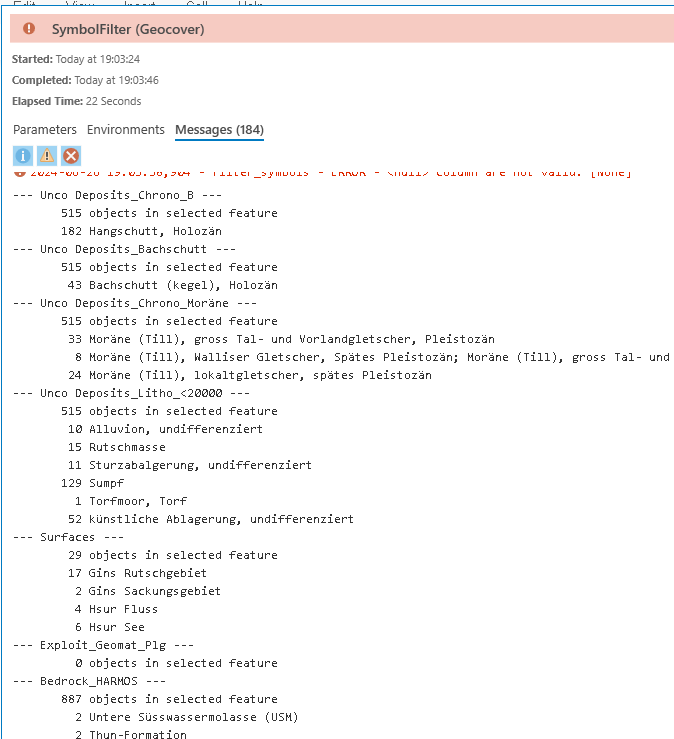 Edit View Insert Cell Help
SymbolFilter (Geocover)
Started: Today at 19:03:24
Completed: Today at 19:03:46
Elapsed Time: 22 Seconds
Parameters Environments Messages (184)
--- Unco Deposits_Chrono_B ---
515 objects in selected feature
182 Hangschutt, Holozän
--- Unco Deposits_Bachschutt ---
515 objects in selected feature
43 Bachschutt (kegel), Holozän
--- Unco Deposits_Chrono_Moräne ---
515 objects in selected feature
33 Moräne (Till), gross Tal- und Vorlandgletscher, Pleistozän
8 Moräne (Till), Walliser Gletscher, Spätes Pleistozän; Moräne (Till), gross Tal- und
24 Moräne (Till), lokaltgletscher, spätes Pleistozän
--- Unco Deposits_Litho_<20000 ---
515 objects in selected feature
10 Alluvion, undifferenziert
15 Rutschmasse
11 Sturzabalgerung, undifferenziert
129 Sumpf
1 Torfmoor, Torf
52 künstliche Ablagerung, undifferenziert
--- Surfaces ---
29 objects in selected feature
17 Gins Rutschgebiet
2 Gins Sackungsgebiet
4 Hsur Fluss
6 Hsur See
--- Exploit_Geomat_Plg ---
0 objects in selected feature
--- Bedrock_HARMOS ---
887 objects in selected feature
2 Untere Süsswassermolasse (USM)
2 Thun-Formation